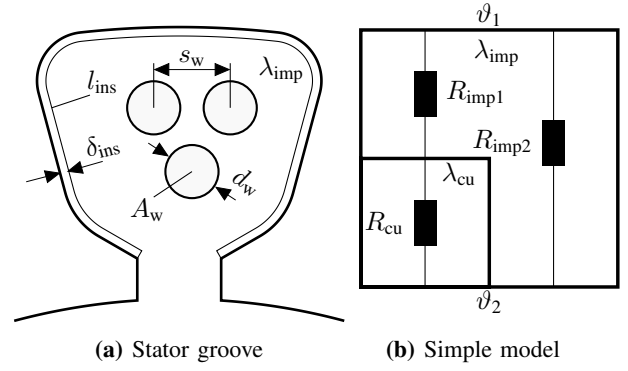 s_w
λ_imp
l_ins
δ_ins
d_w
A_w
(a) Stator groove
ϑ_1
λ_imp
R_imp1
R_imp2
λ_cu
R_cu
ϑ_2
(b) Simple model